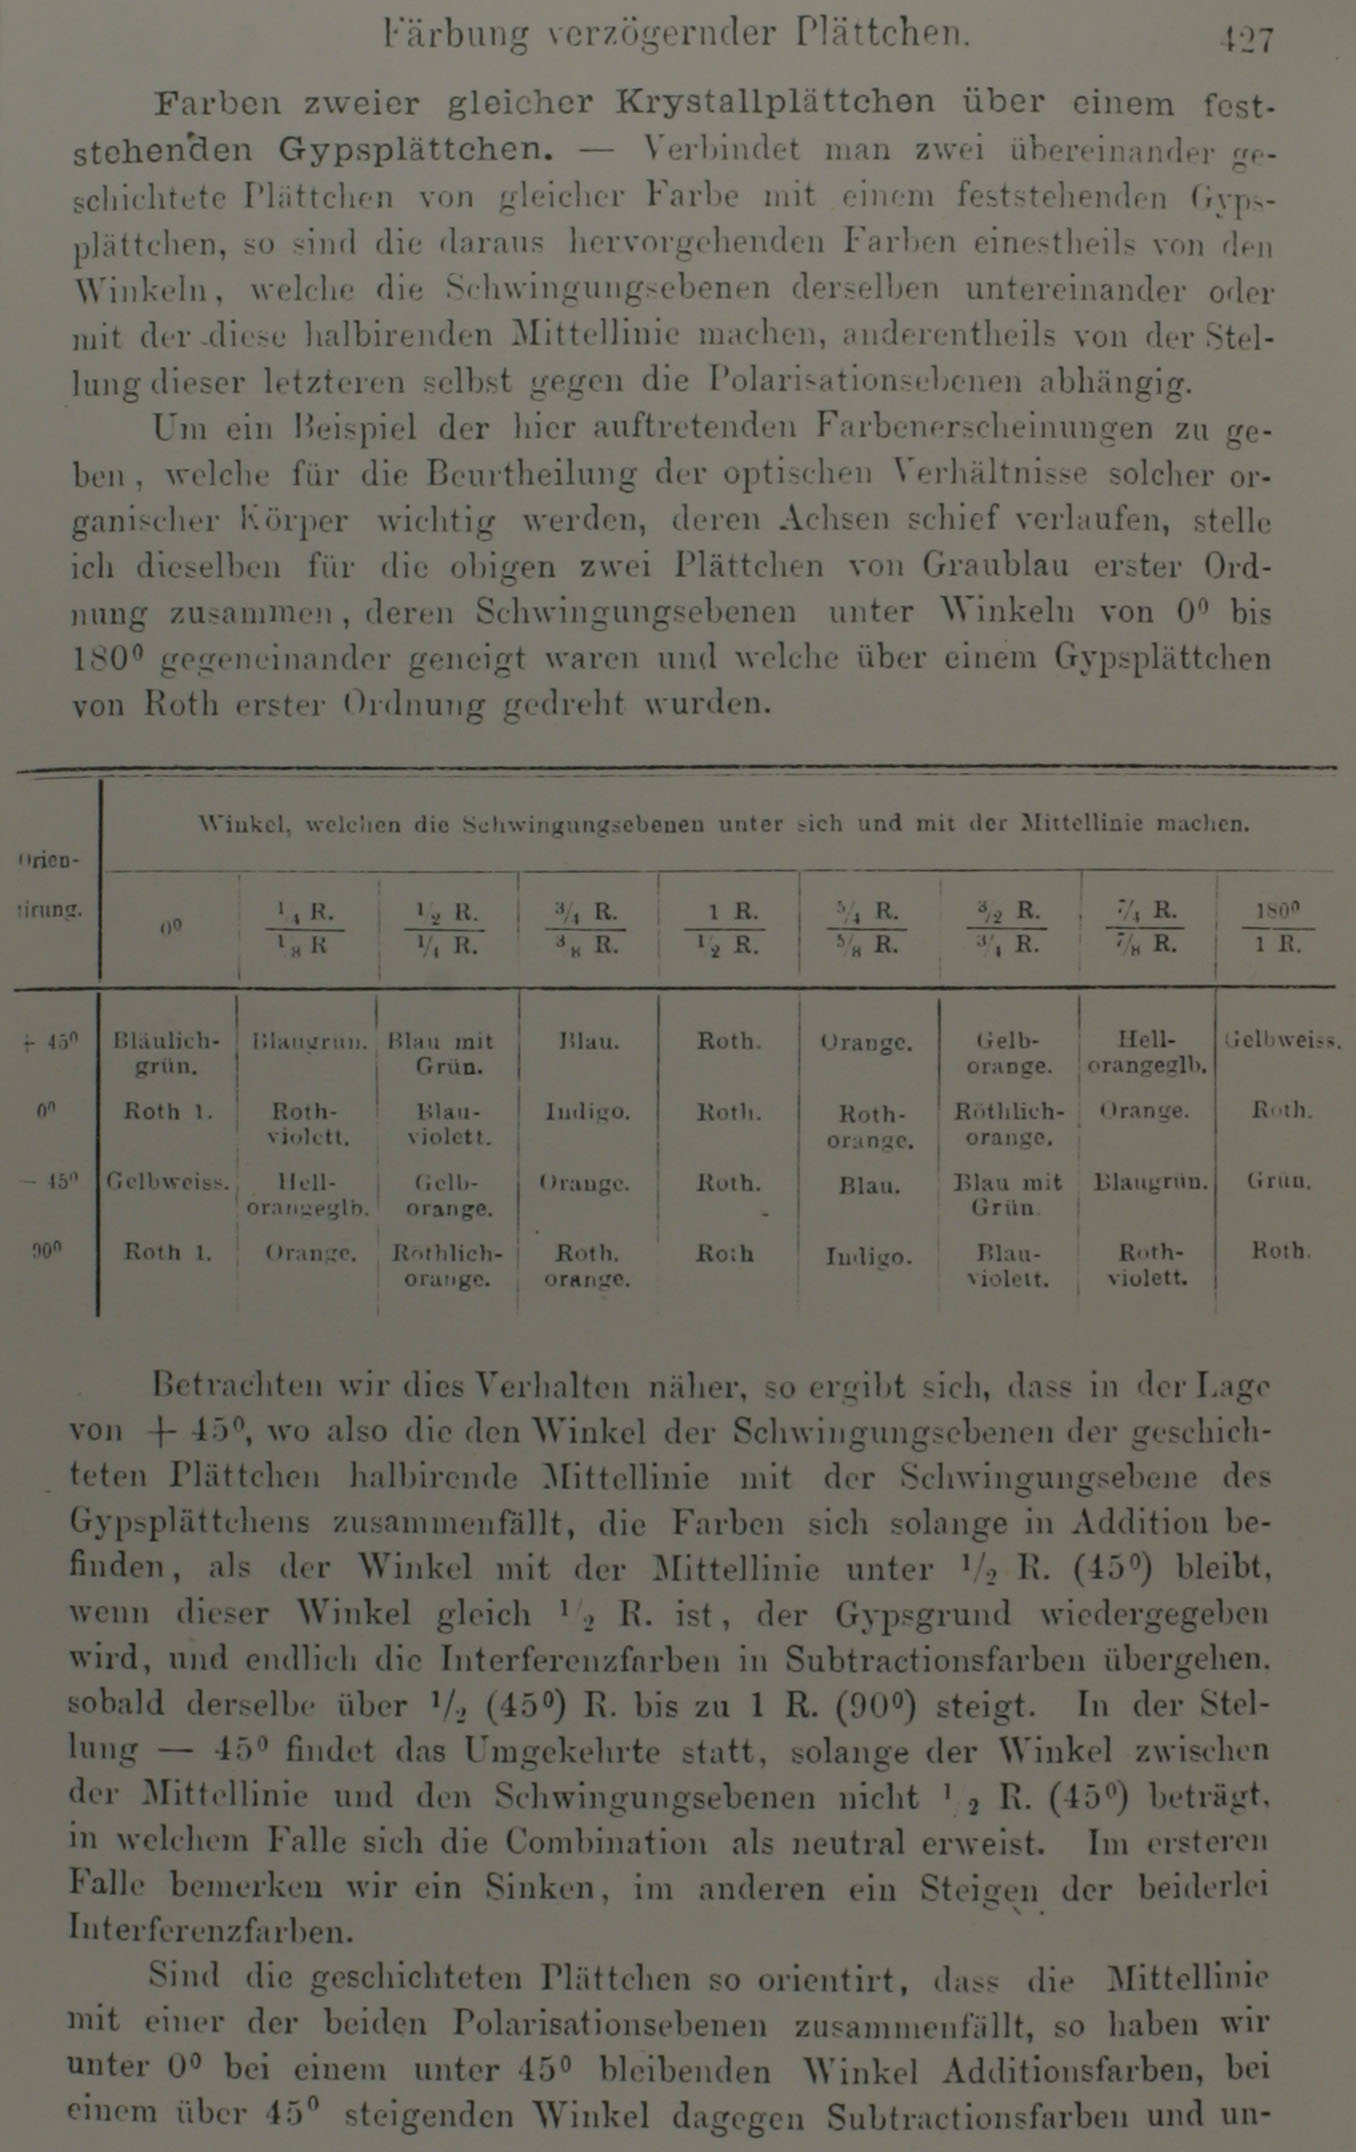 Färbung verzögernder Plättchen. 427
Farben zweier gleicher Krystallplättchen über einem fest-
stehenden Gypsplättchen. — Verbindet man zwei übereinander ge-
schichtete Plättchen von gleicher Farbe mit einem feststehenden Gyps-
plättchen, so sind die daraus hervorgehenden Farben einestheils von den
Winkeln, welche die Schwingungsebenen derselben untereinander oder
mit der diese halbirenden Mittellinie machen, anderentheils von der Stel-
lung dieser letzteren selbst gegen die Polarisationsebenen abhängig.
Um ein Beispiel der hier auftretenden Farbenerscheinungen zu ge-
ben, welche für die Beurtheilung der optischen Verhältnisse solcher or-
ganischer Körper wichtig werden, deren Achsen schief verlaufen, stelle
ich dieselben für die obigen zwei Plättchen von Graublau erster Ord-
nung zusammen, deren Schwingungsebenen unter Winkeln von 0⁰ bis
180⁰ gegeneinander geneigt waren und welche über einem Gypsplättchen
von Roth erster Ordnung gedreht wurden.
Orien-
tirung.
Winkel, welchen die Schwingungsebenen unter sich und mit der Mittellinie machen.
0⁰ 1/4 R. 1/2 R. 3/4 R. 1 R. 5/4 R. 3/2 R. 7/4 R. 180⁰
1/8 R 1/4 R. 3/8 R. 1/2 R. 5/8 R. 3/4 R. 7/8 R. 1 R.
+ 45⁰ Bläulich- Blaugrün. Blau mit Blau. Roth. Orange. Gelb- Hell- Gelbweiss.
grün. Grün. orange. orangeglb.
0⁰ Roth 1. Roth- Blau- Indigo. Roth. Roth- Röthlich- Orange. Roth.
violett. violett. orange. orange.
— 45⁰ Gelbweiss. Hell- Gelb- Orange. Roth. Blau. Blau mit Blaugrün. Grün.
orangeglb. orange. Grün
90⁰ Roth 1. Orange. Röthlich- Roth. Roth Indigo. Blau- Roth- Roth.
orange. orange. violett. violett.
Betrachten wir dies Verhalten näher, so ergibt sich, dass in der Lage
von + 45⁰, wo also die den Winkel der Schwingungsebenen der geschich-
teten Plättchen halbirende Mittellinie mit der Schwingungsebene des
Gypsplättchens zusammenfällt, die Farben sich solange in Addition be-
finden, als der Winkel mit der Mittellinie unter 1/2 R. (45⁰) bleibt,
wenn dieser Winkel gleich 1/2 R. ist, der Gypsgrund wiedergegeben
wird, und endlich die Interferenzfarben in Subtractionsfarben übergehen.
sobald derselbe über 1/2 (45⁰) R. bis zu 1 R. (90⁰) steigt. In der Stel-
lung — 45⁰ findet das Umgekehrte statt, solange der Winkel zwischen
der Mittellinie und den Schwingungsebenen nicht 1/2 R. (45⁰) beträgt,
in welchem Falle sich die Combination als neutral erweist. Im ersteren
Falle bemerken wir ein Sinken, im anderen ein Steigen der beiderlei
Interferenzfarben.
Sind die geschichteten Plättchen so orientirt, dass die Mittellinie
mit einer der beiden Polarisationsebenen zusammenfällt, so haben wir
unter 0⁰ bei einem unter 45⁰ bleibenden Winkel Additionsfarben, bei
einem über 45⁰ steigenden Winkel dagegen Subtractionsfarben und un-